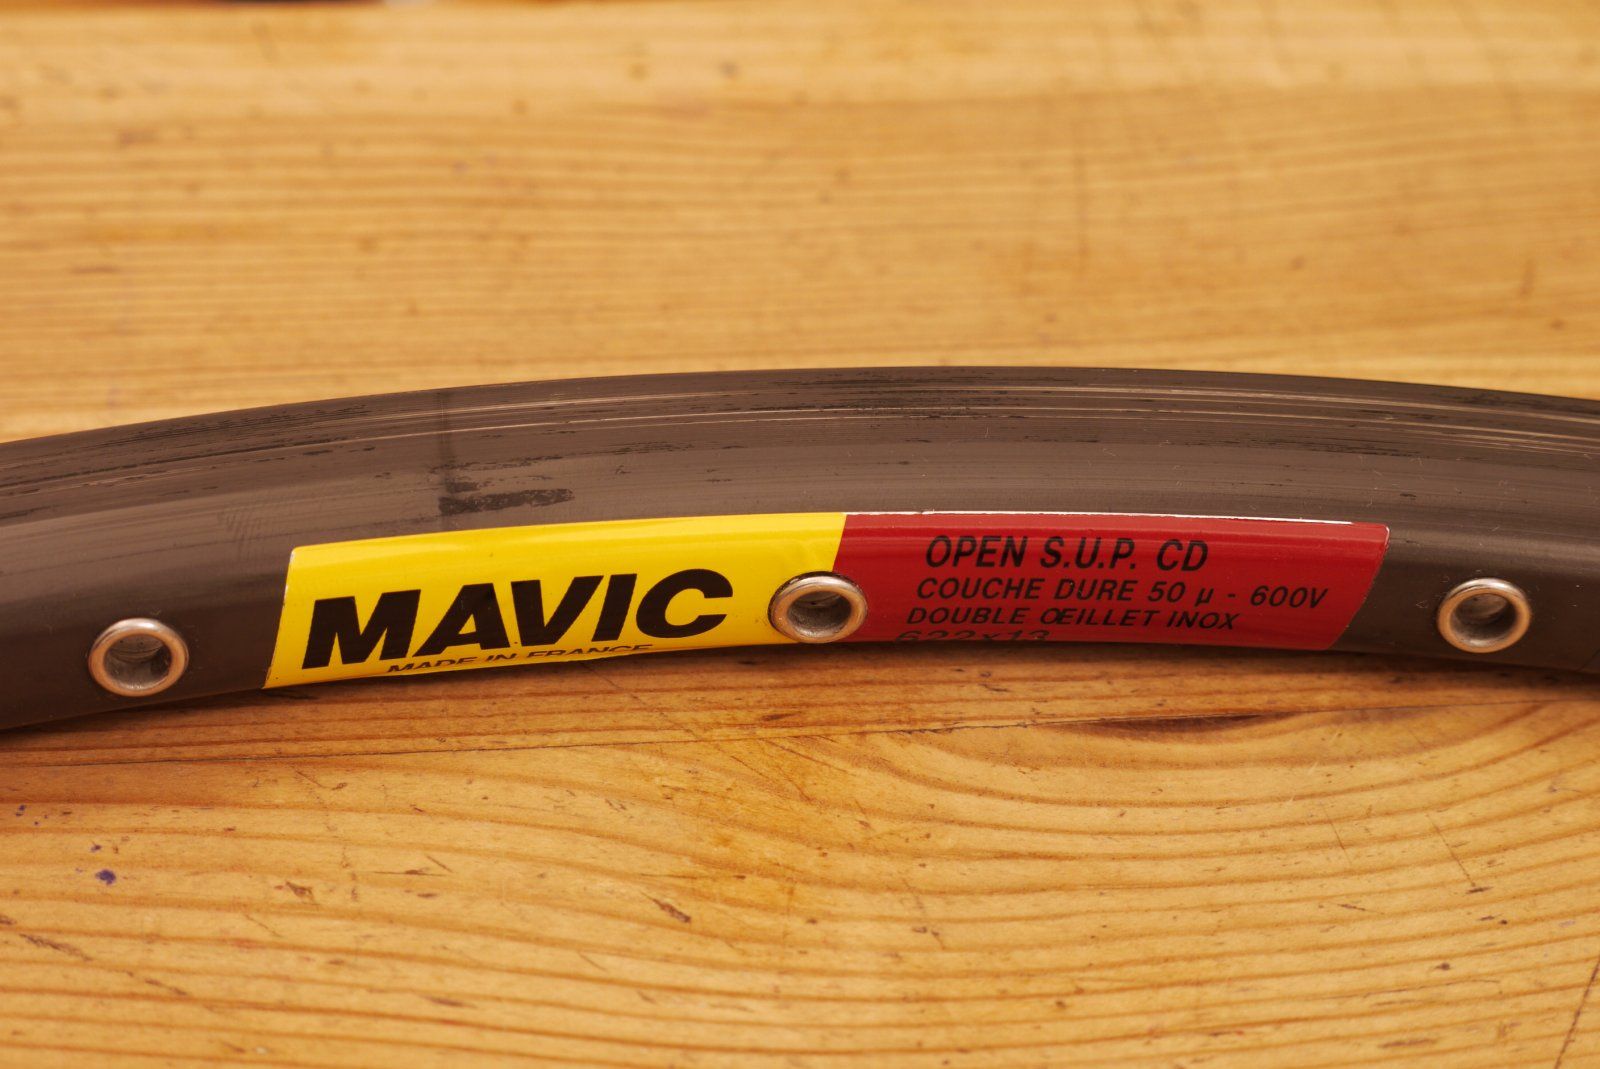 MAVIC
MADE IN FRANCE
OPEN S.U.P. CD
COUCHE DURE 50 µ - 600V
DOUBLE ŒILLET INOX
622x13